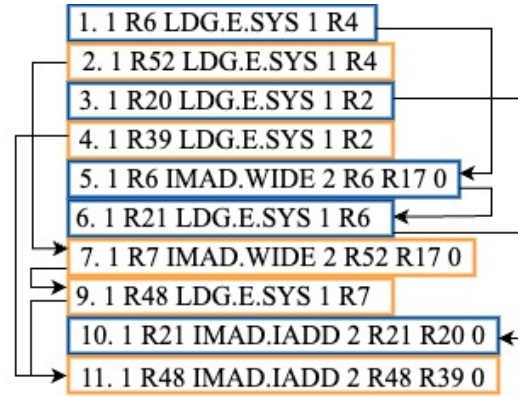 1. 1 R6 LDG.E.SYS 1 R4
2. 1 R52 LDG.E.SYS 1 R4
3. 1 R20 LDG.E.SYS 1 R2
4. 1 R39 LDG.E.SYS 1 R2
5. 1 R6 IMAD.WIDE 2 R6 R17 0
6. 1 R21 LDG.E.SYS 1 R6
7. 1 R7 IMAD.WIDE 2 R52 R17 0
9. 1 R48 LDG.E.SYS 1 R7
10. 1 R21 IMAD.IADD 2 R21 R20 0
11. 1 R48 IMAD.IADD 2 R48 R39 0